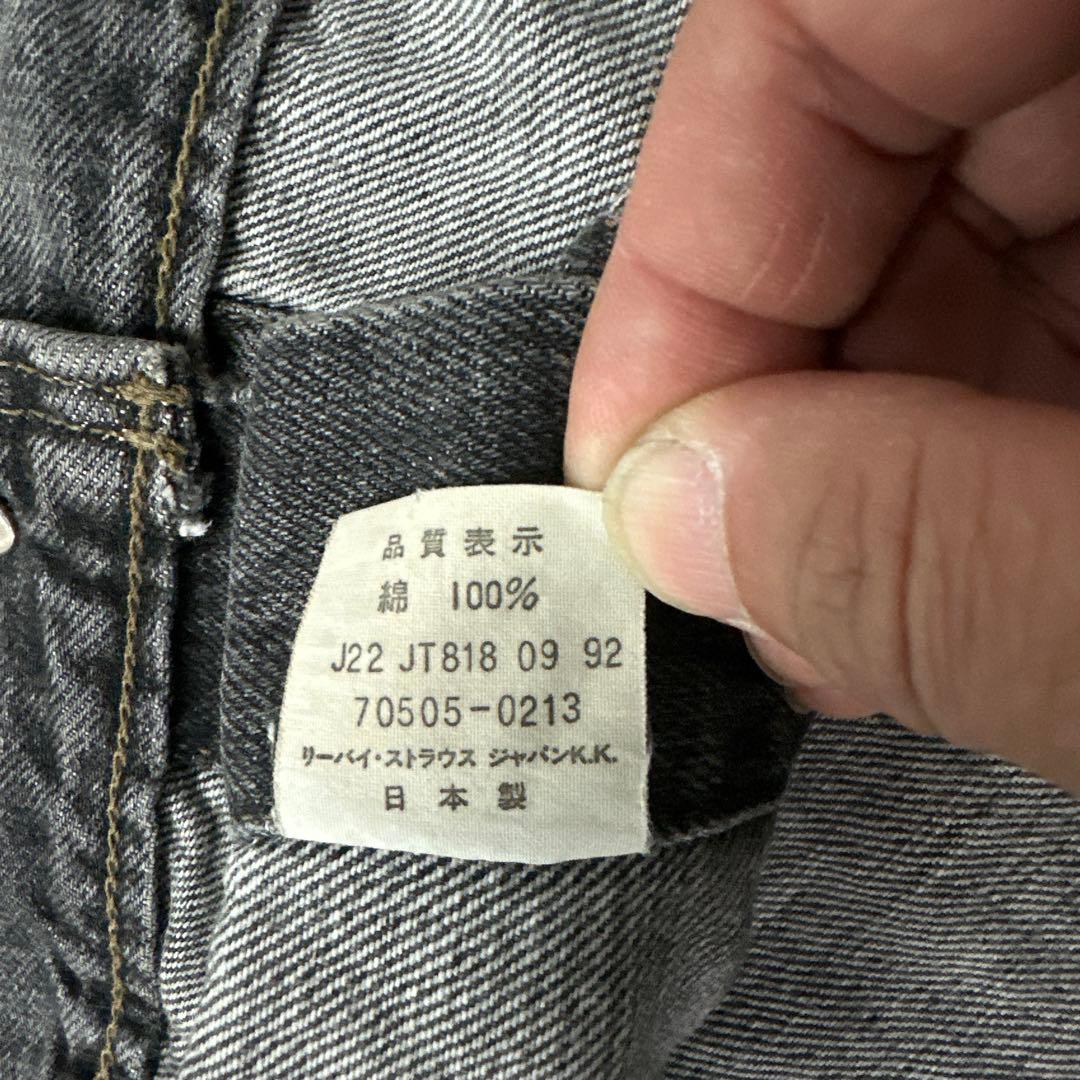 品質表示
綿 100%
J22 JT818 09 92
70505-0213
リーバイ・ストラウス ジャパンK.K.
日本製